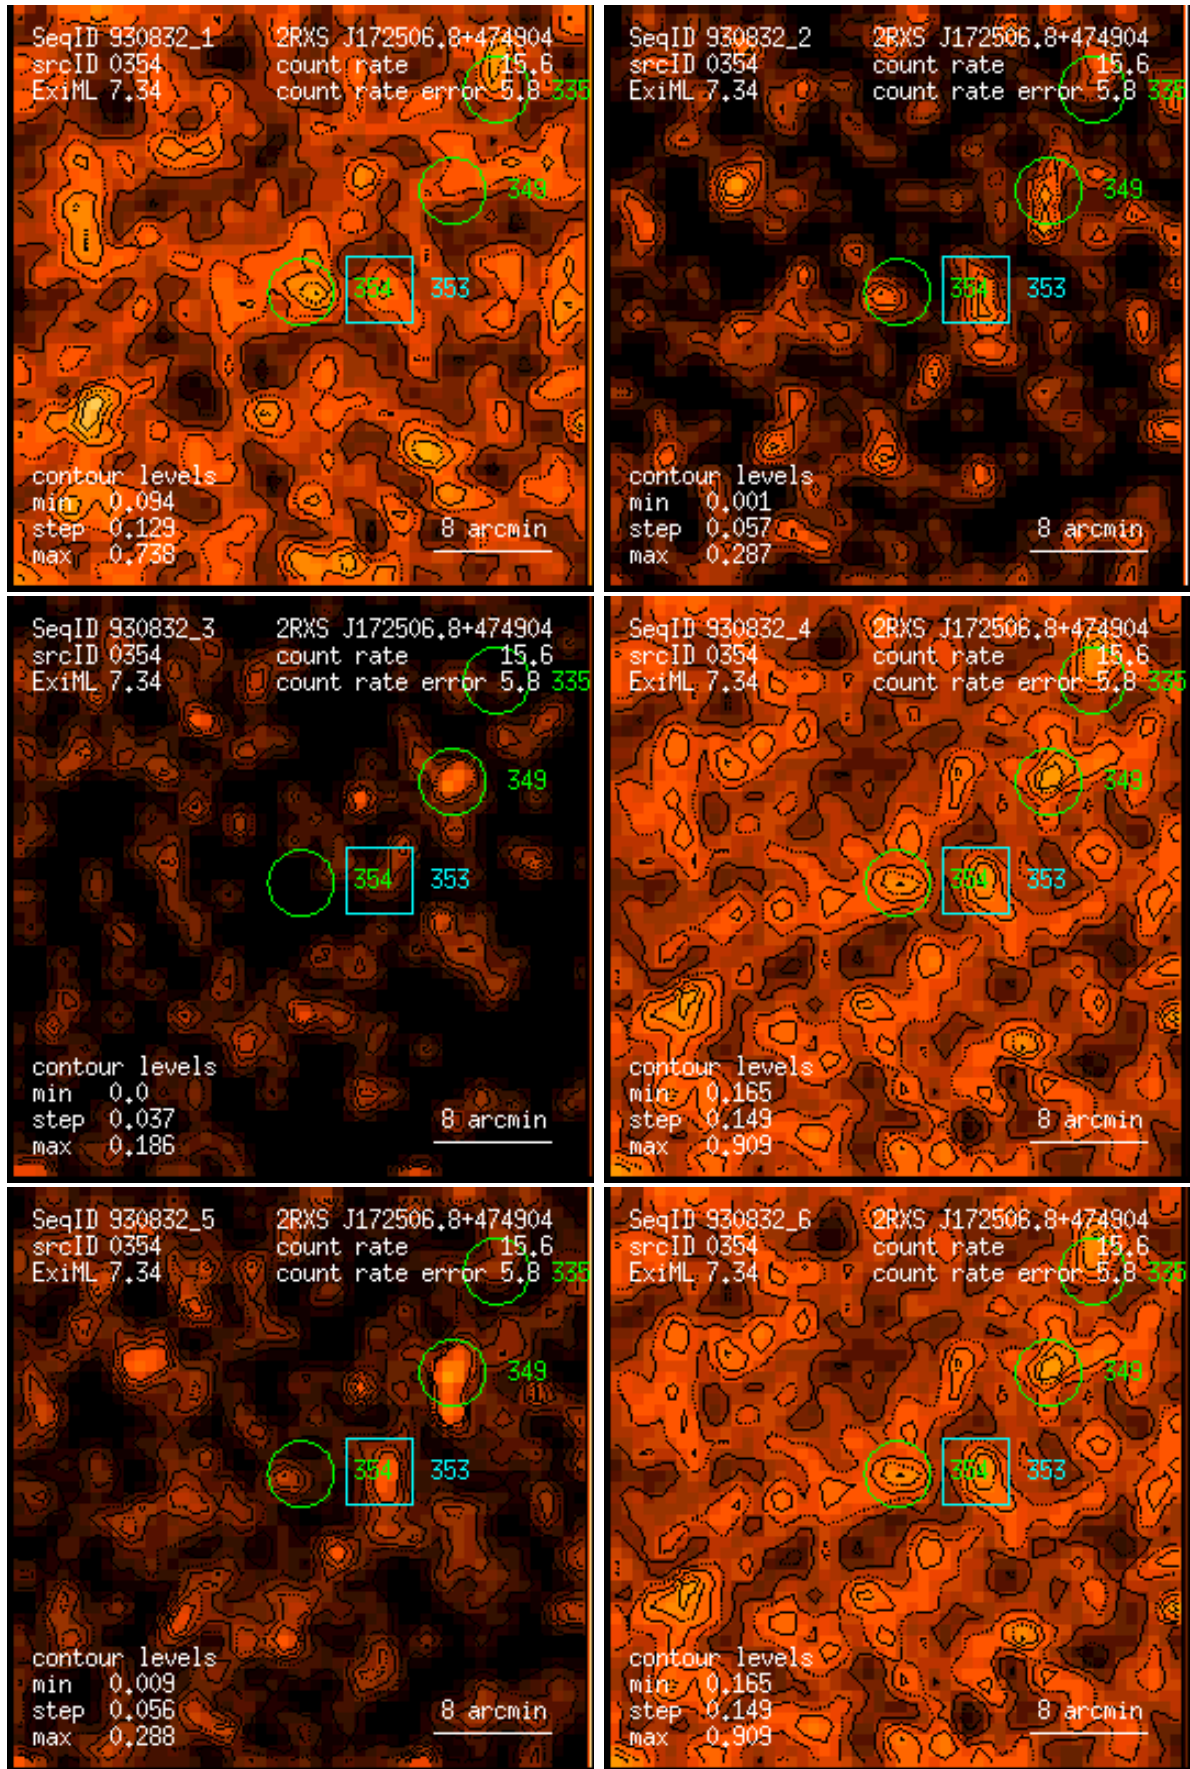 SeqID 930832_1 2RXS J172506.8+474904
srcID 0354 count rate 15.6
ExiML 7.34 count rate error 5.8 335
349
354 353
contour levels
min 0.094
step 0.129 8 arcmin
max 0.738
SeqID 930832_2 2RXS J172506.8+474904
srcID 0354 count rate 15.6
ExiML 7.34 count rate error 5.8 335
349
354 353
contour levels
min 0.001
step 0.057 8 arcmin
max 0.287
SeqID 930832_3 2RXS J172506.8+474904
srcID 0354 count rate 15.6
ExiML 7.34 count rate error 5.8 335
349
354 353
contour levels
min 0.0
step 0.037 8 arcmin
max 0.186
SeqID 930832_4 2RXS J172506.8+474904
srcID 0354 count rate 15.6
ExiML 7.34 count rate error 5.8 335
349
354 353
contour levels
min 0.165
step 0.149 8 arcmin
max 0.909
SeqID 930832_5 2RXS J172506.8+474904
srcID 0354 count rate 15.6
ExiML 7.34 count rate error 5.8 335
349
354 353
contour levels
min 0.009
step 0.056 8 arcmin
max 0.288
SeqID 930832_6 2RXS J172506.8+474904
srcID 0354 count rate 15.6
ExiML 7.34 count rate error 5.8 335
349
354 353
contour levels
min 0.165
step 0.149 8 arcmin
max 0.909